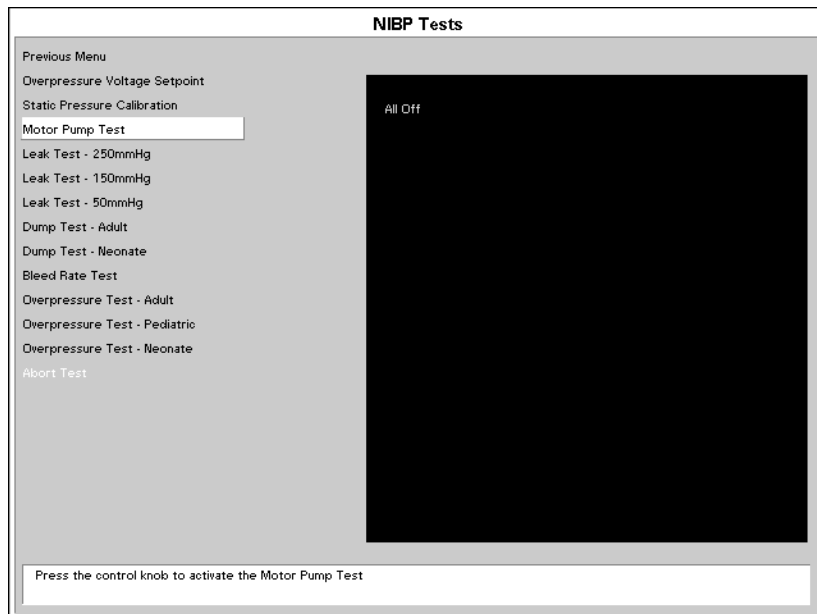 NIBP Tests
Previous Menu
Overpressure Voltage Setpoint
Static Pressure Calibration
Motor Pump Test
Leak Test - 250mmHg
Leak Test - 150mmHg
Leak Test - 50mmHg
Dump Test - Adult
Dump Test - Neonate
Bleed Rate Test
Overpressure Test - Adult
Overpressure Test - Pediatric
Overpressure Test - Neonate
Abort Test
All Off
Press the control knob to activate the Motor Pump Test